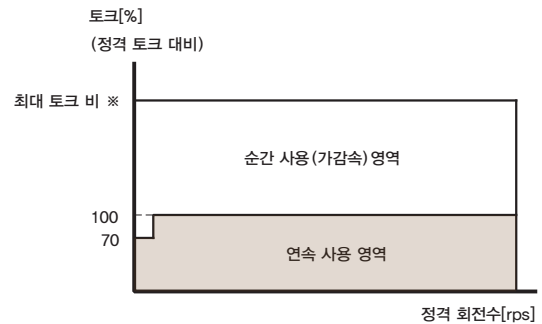 토크[%]
(정격 토크 대비)
최대 토크 비 ※
순간 사용(가감속)영역
100
70
연속 사용 영역
정격 회전수[rps]